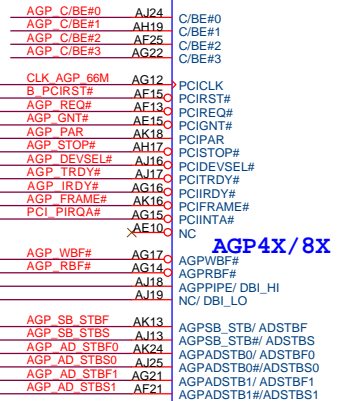 AGP_C/BE#0 AJ24 C/BE#0
AGP_C/BE#1 AH19 C/BE#1
AGP_C/BE#2 AF25 C/BE#2
AGP_C/BE#3 AG22 C/BE#3
CLK_AGP_66M AG12 PCICLK
B_PCIRST# AF15 PCIRST#
AGP_REQ# AF13 PCIREQ#
AGP_GNT# AE15 PCIGNT#
AGP_PAR AK18 PCIPAR
AGP_STOP# AH17 PCISTOP#
AGP_DEVSEL# AJ16 PCIDEVSEL#
AGP_TRDY# AJ17 PCITRDY#
AGP_IRDY# AG16 PCIIRDY#
AGP_FRAME# AK16 PCIFRAME#
PCI_PIRQA# AG15 PCIINTA#
AE10 NC
AGP4X/8X
AGP_WBF# AG17 AGPWBF#
AGP_RBF# AG14 AGPRBF#
AJ18 AGPPIPE/ DBI_HI
AJ19 NC/ DBI_LO
AGP_SB_STBF AK13 AGPSB_STB/ ADSTBF
AGP_SB_STBS AJ13 AGPSB_STB#/ ADSTBS
AGP_AD_STBF0 AK24 AGPADSTB0/ ADSTBF0
AGP_AD_STBS0 AJ25 AGPADSTB0#/ADSTBS0
AGP_AD_STBF1 AG21 AGPADSTB1/ ADSTBF1
AGP_AD_STBS1 AF21 AGPADSTB1#/ADSTBS1